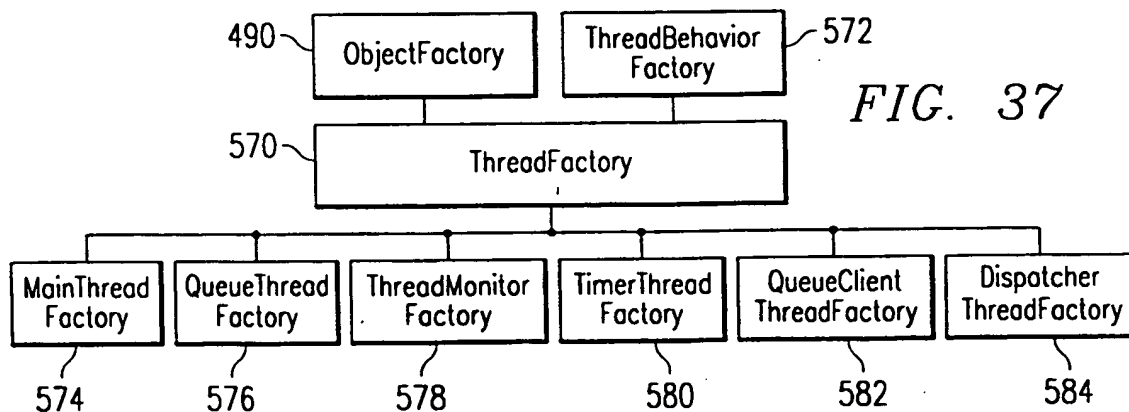 490
ObjectFactory
ThreadBehavior
Factory
572
FIG. 37
570
ThreadFactory
MainThread
Factory
QueueThread
Factory
ThreadMonitor
Factory
TimerThread
Factory
QueueClient
ThreadFactory
Dispatcher
ThreadFactory
574
576
578
580
582
584